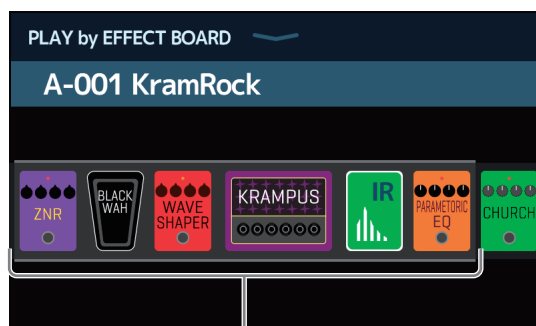 PLAY by EFFECT BOARD
A-001 KramRock
ZNR
BLACK
WAH
WAVE
SHAPER
KRAMPUS
IR
PARAMETORIC
EQ
CHURCH